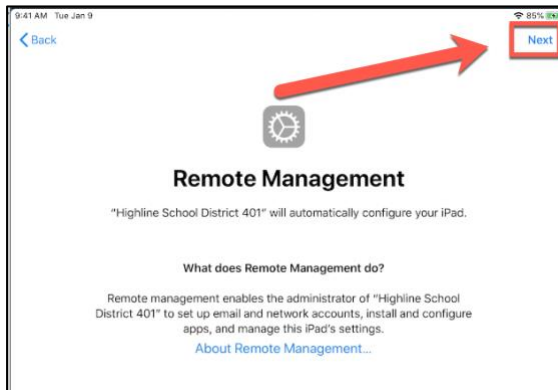 9:41 AM Tue Jan 9 85%
Back Next
Remote Management
"Highline School District 401" will automatically configure your iPad.
What does Remote Management do?
Remote management enables the administrator of "Highline School
District 401" to set up email and network accounts, install and configure
apps, and manage this iPad's settings.
About Remote Management...